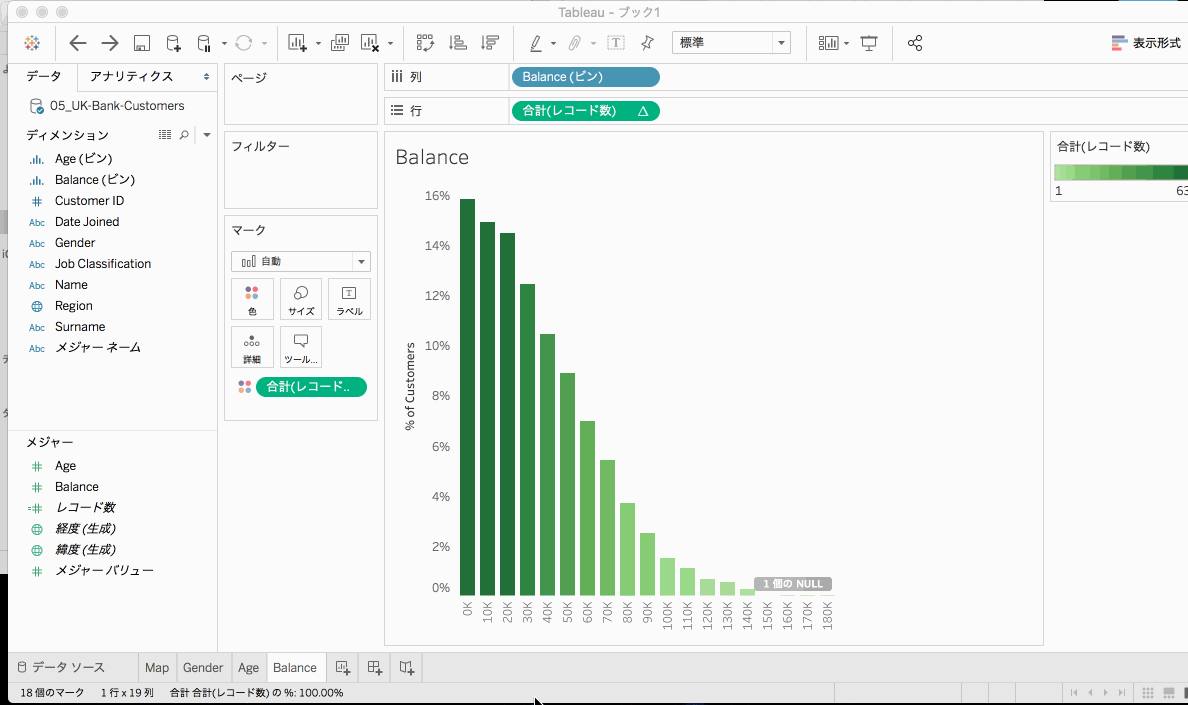 Tableau - ブック1
標準
表示形式
データ
アナリティクス
05_UK-Bank-Customers
ディメンション
Age (ビン)
Balance (ビン)
Customer ID
Abc Date Joined
Abc Gender
Abc Job Classification
Abc Name
Region
Abc Surname
Abc メジャー ネーム
メジャー
Age
Balance
レコード数
経度 (生成)
緯度 (生成)
メジャー バリュー
ページ
フィルター
マーク
自動
色
サイズ
ラベル
詳細
ツール...
合計(レコード..
列
Balance (ビン)
行
合計(レコード数) △
Balance
% of Customers
16%
14%
12%
10%
8%
6%
4%
2%
0%
1 個の NULL
0K
10K
20K
30K
40K
50K
60K
70K
80K
90K
100K
110K
120K
130K
140K
150K
160K
170K
180K
合計(レコード数)
1
63
データ ソース
Map
Gender
Age
Balance
18 個のマーク
1 行 x 19 列
合計 合計(レコード数) の %: 100.00%